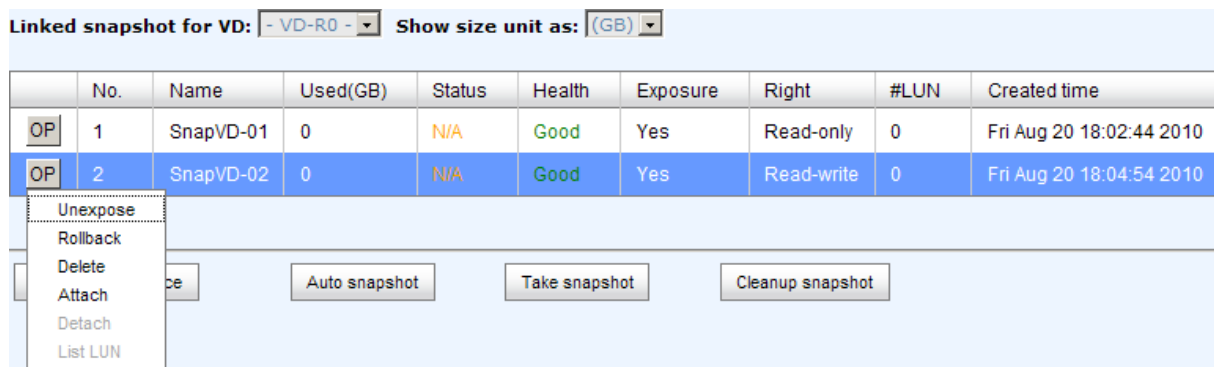 Linked snapshot for VD: - VD-R0 - Show size unit as: (GB)
No. Name Used(GB) Status Health Exposure Right #LUN Created time
OP 1 SnapVD-01 0 N/A Good Yes Read-only 0 Fri Aug 20 18:02:44 2010
OP 2 SnapVD-02 0 N/A Good Yes Read-write 0 Fri Aug 20 18:04:54 2010
Unexpose
Rollback
Delete
Attach
Detach
List LUN
Auto snapshot Take snapshot Cleanup snapshot